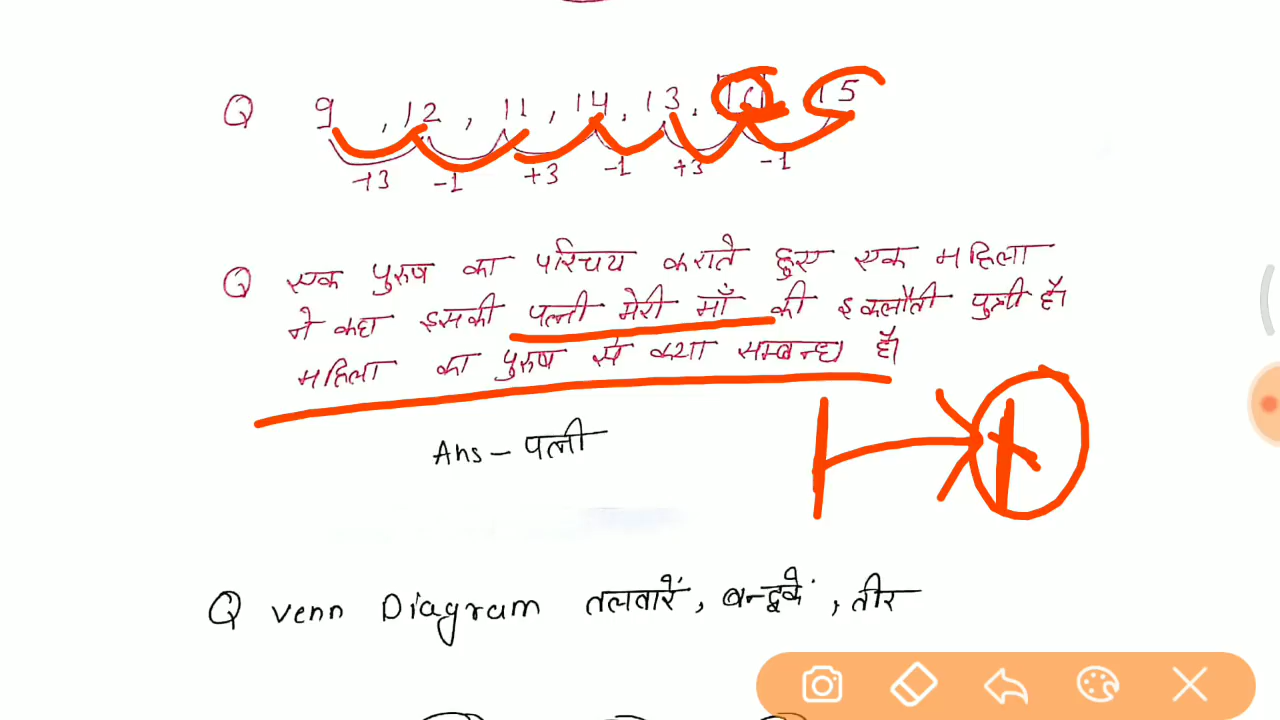 Q 9, 12, 11, 14, 13, 15
+3 -1 +3 -1 +3 -1
Q एक पुरुष का परिचय कराते हुए एक महिला
ने कहा इसकी पत्नी मेरी माँ की इकलौती पुत्री है।
महिला का पुरुष से क्या सम्बन्ध है।
Ans - पत्नी
Q venn Diagram तलवारें, बन्दूकें, तीर